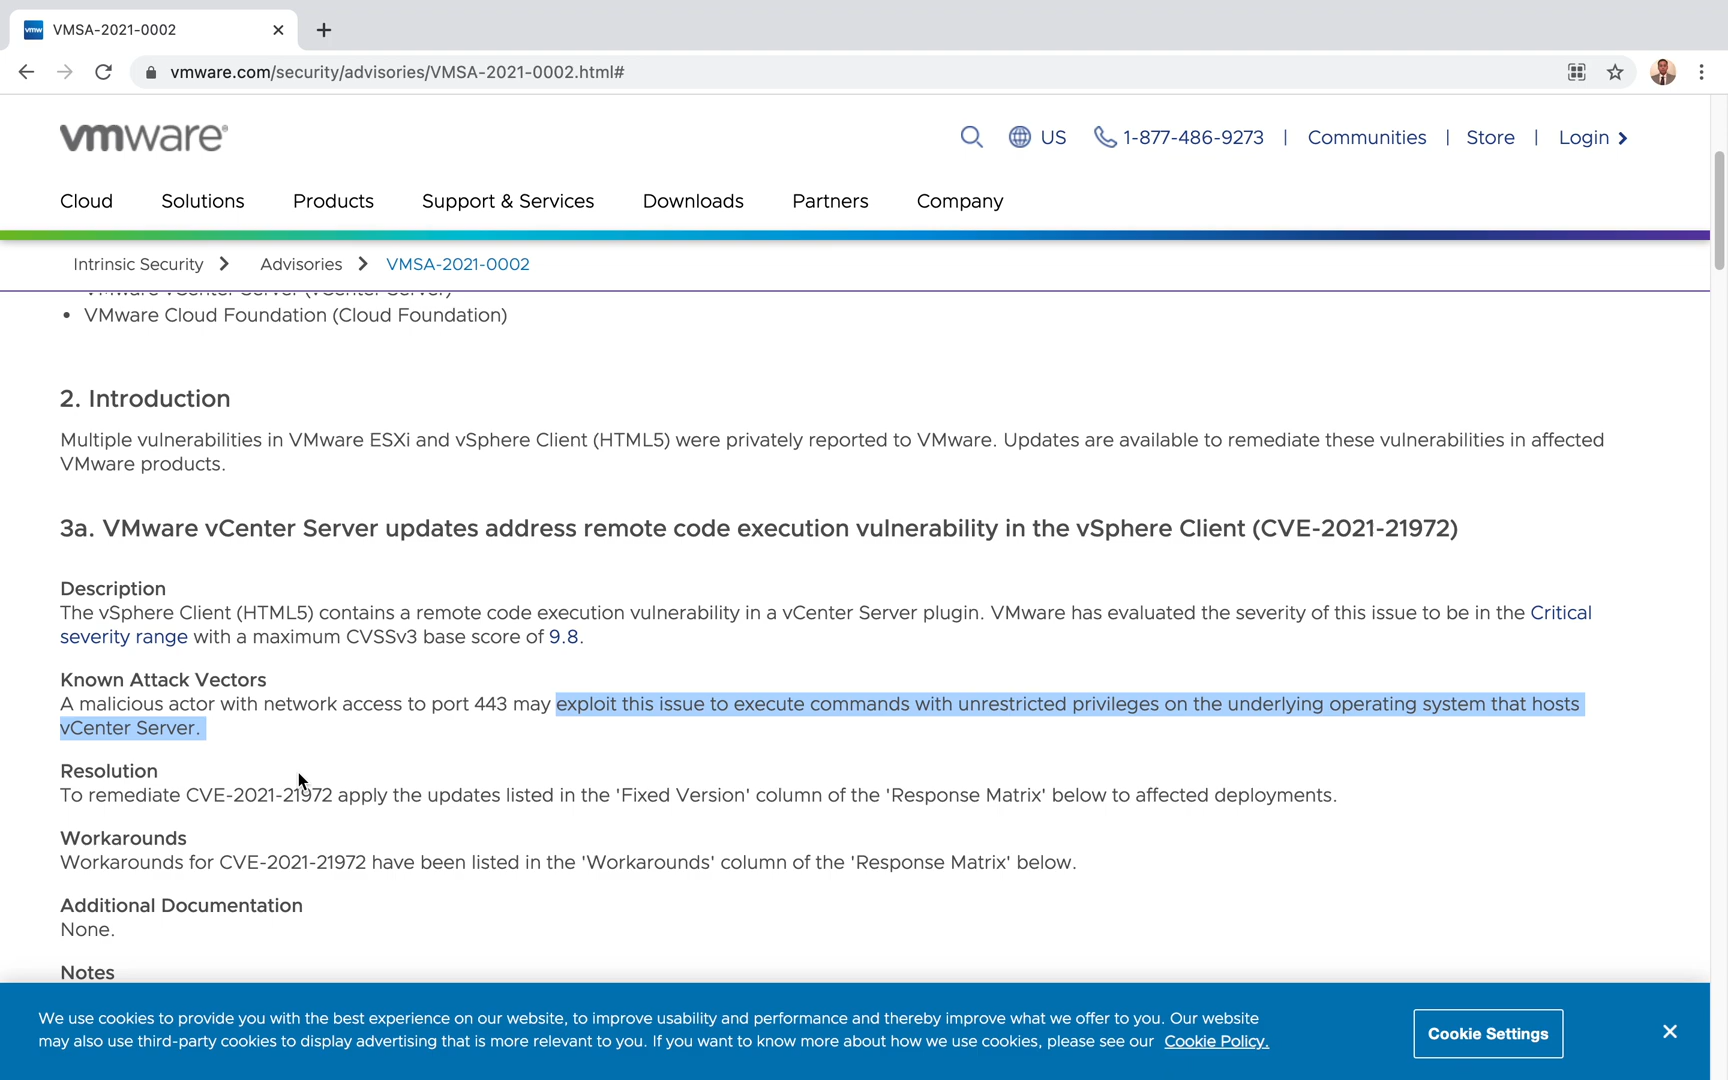 vmw VMSA-2021-0002
vmware.com/security/advisories/VMSA-2021-0002.html#
vmware®
US 1-877-486-9273 | Communities | Store | Login
Cloud Solutions Products Support & Services Downloads Partners Company
Intrinsic Security Advisories VMSA-2021-0002
VMware vCenter Server (vCenter Server)
• VMware Cloud Foundation (Cloud Foundation)
2. Introduction
Multiple vulnerabilities in VMware ESXi and vSphere Client (HTML5) were privately reported to VMware. Updates are available to remediate these vulnerabilities in affected
VMware products.
3a. VMware vCenter Server updates address remote code execution vulnerability in the vSphere Client (CVE-2021-21972)
Description
The vSphere Client (HTML5) contains a remote code execution vulnerability in a vCenter Server plugin. VMware has evaluated the severity of this issue to be in the Critical
severity range with a maximum CVSSv3 base score of 9.8.
Known Attack Vectors
A malicious actor with network access to port 443 may exploit this issue to execute commands with unrestricted privileges on the underlying operating system that hosts
vCenter Server.
Resolution
To remediate CVE-2021-21972 apply the updates listed in the 'Fixed Version' column of the 'Response Matrix' below to affected deployments.
Workarounds
Workarounds for CVE-2021-21972 have been listed in the 'Workarounds' column of the 'Response Matrix' below.
Additional Documentation
None.
Notes
We use cookies to provide you with the best experience on our website, to improve usability and performance and thereby improve what we offer to you. Our website
may also use third-party cookies to display advertising that is more relevant to you. If you want to know more about how we use cookies, please see our Cookie Policy.
Cookie Settings